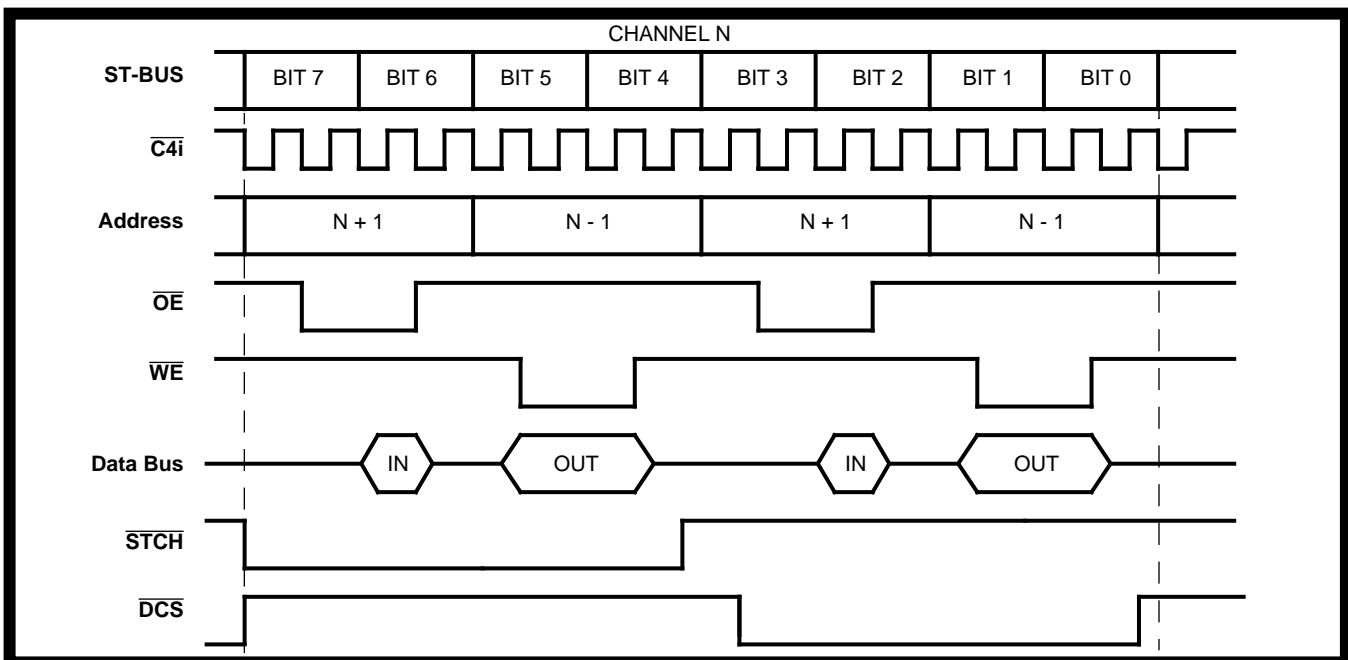 CHANNEL N
ST-BUS BIT 7 BIT 6 BIT 5 BIT 4 BIT 3 BIT 2 BIT 1 BIT 0
C4i
Address N + 1 N - 1 N + 1 N - 1
OE
WE
Data Bus IN OUT IN OUT
STCH
DCS